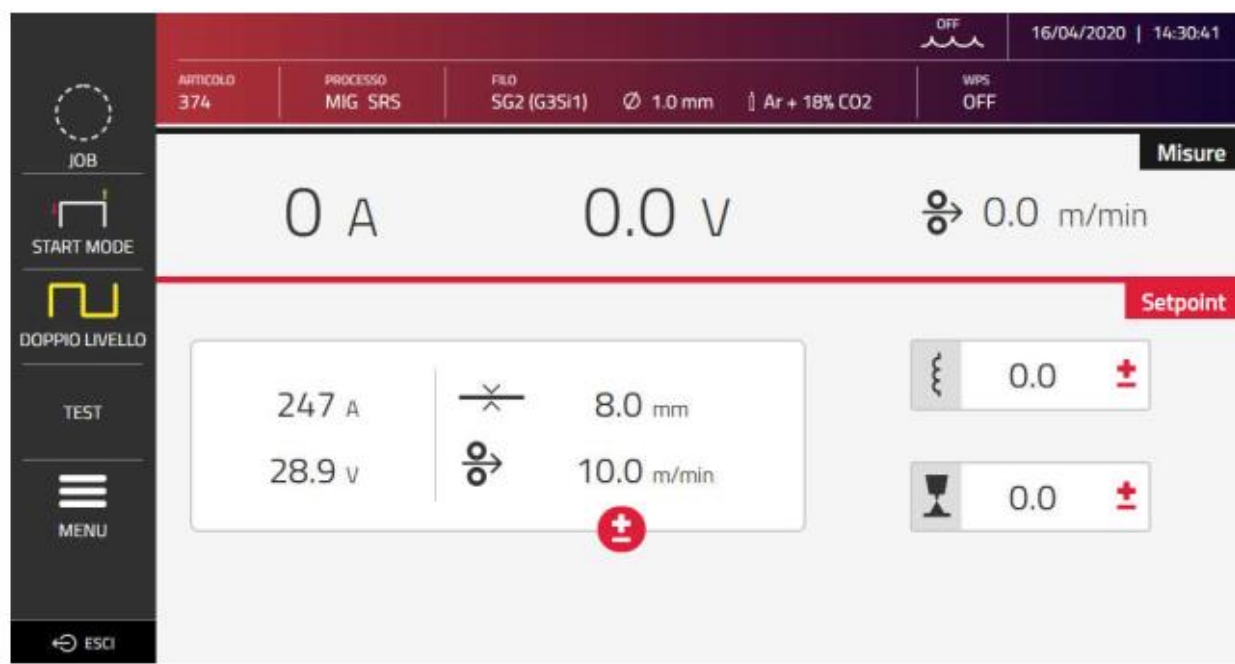 OFF
16/04/2020 | 14:30:41
ARTICOLO
374
PROCESSO
MIG SRS
FILO
SG2 (G3Si1) Ø 1.0 mm Ar + 18% CO2
WPS
OFF
JOB
START MODE
DOPPIO LIVELLO
TEST
MENU
ESCI
Misure
0 A
0.0 V
0.0 m/min
Setpoint
247 A
8.0 mm
28.9 V
10.0 m/min
0.0 ±
0.0 ±
±